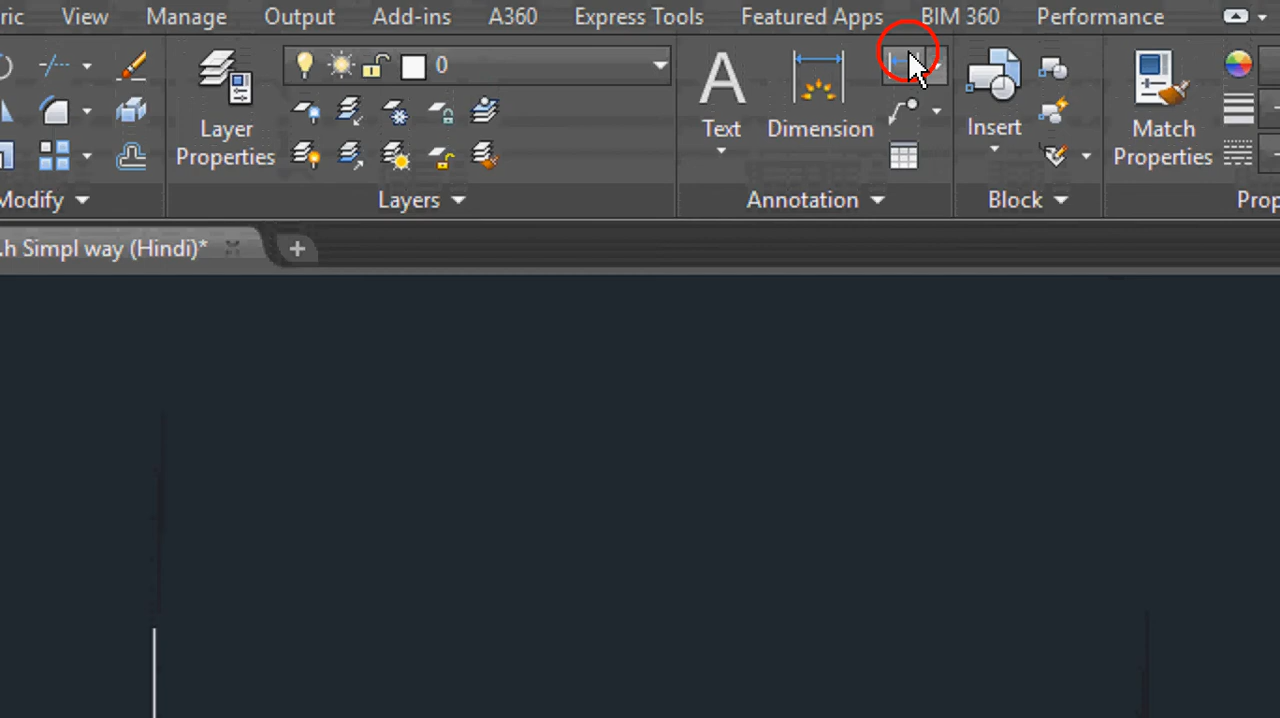 ric View Manage Output Add-ins A360 Express Tools Featured Apps BIM 360 Performance
0
Layer Properties
Text
Dimension
Insert
Match Properties
Modify Layers Annotation Block Prop
.h Simpl way (Hindi)*